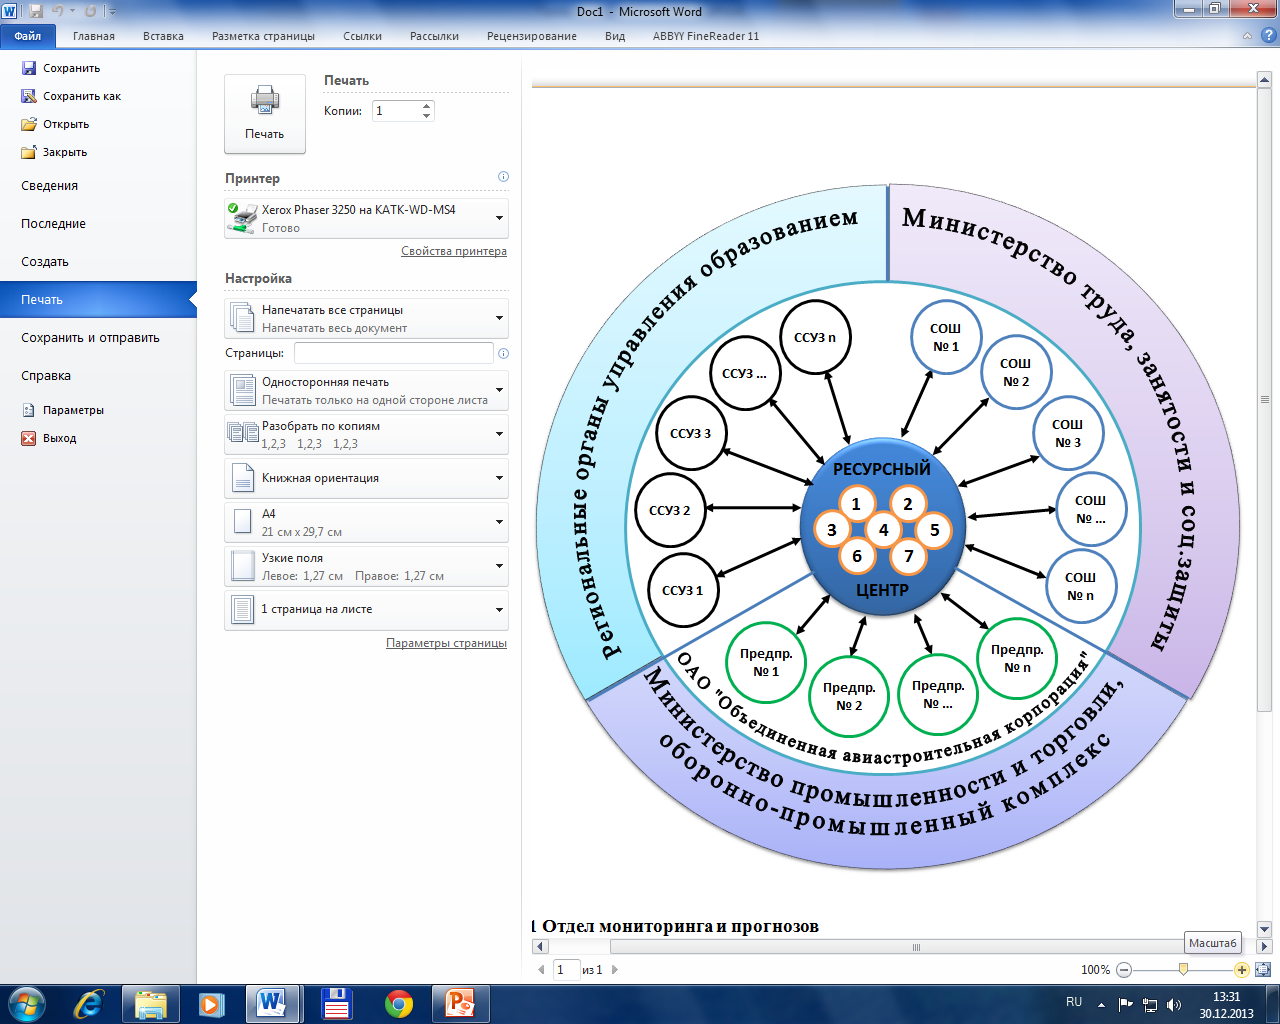 Doc1 - Microsoft Word
Файл
Главная
Вставка
Разметка страницы
Ссылки
Рассылки
Рецензирование
Вид
ABBYY FineReader 11
Сохранить
Сохранить как
Открыть
Закрыть
Сведения
Последние
Создать
Печать
Сохранить и отправить
Справка
Параметры
Выход
Печать
Печать
Копии: 1
Принтер
Xerox Phaser 3250 на KATK-WD-MS4
Готово
Свойства принтера
Настройка
Напечатать все страницы
Напечатать весь документ
Страницы:
Односторонняя печать
Печатать только на одной стороне листа
Разобрать по копиям
1,2,3 1,2,3 1,2,3
Книжная ориентация
A4
21 см x 29,7 см
Узкие поля
Левое: 1,27 см Правое: 1,27 см
1 страница на листе
Параметры страницы
Региональные органы управления образованием
Министерство труда, занятости и соц.защиты
ССУЗ n
ССУЗ ...
ССУЗ 3
ССУЗ 2
ССУЗ 1
СОШ
№ 1
СОШ
№ 2
СОШ
№ 3
СОШ
№ ...
СОШ
№ n
РЕСУРСНЫЙ
1
2
3
4
5
6
7
ЦЕНТР
Предпр.
№ 1
Предпр.
№ 2
Предпр.
№ ...
Предпр.
№ n
ОАО "Объединенная авиастроительная корпорация"
Министерство промышленности и торговли,
оборонно-промышленный комплекс
1 Отдел мониторинга и прогнозов
Масштаб
1 из 1
100%
RU
13:31
30.12.2013